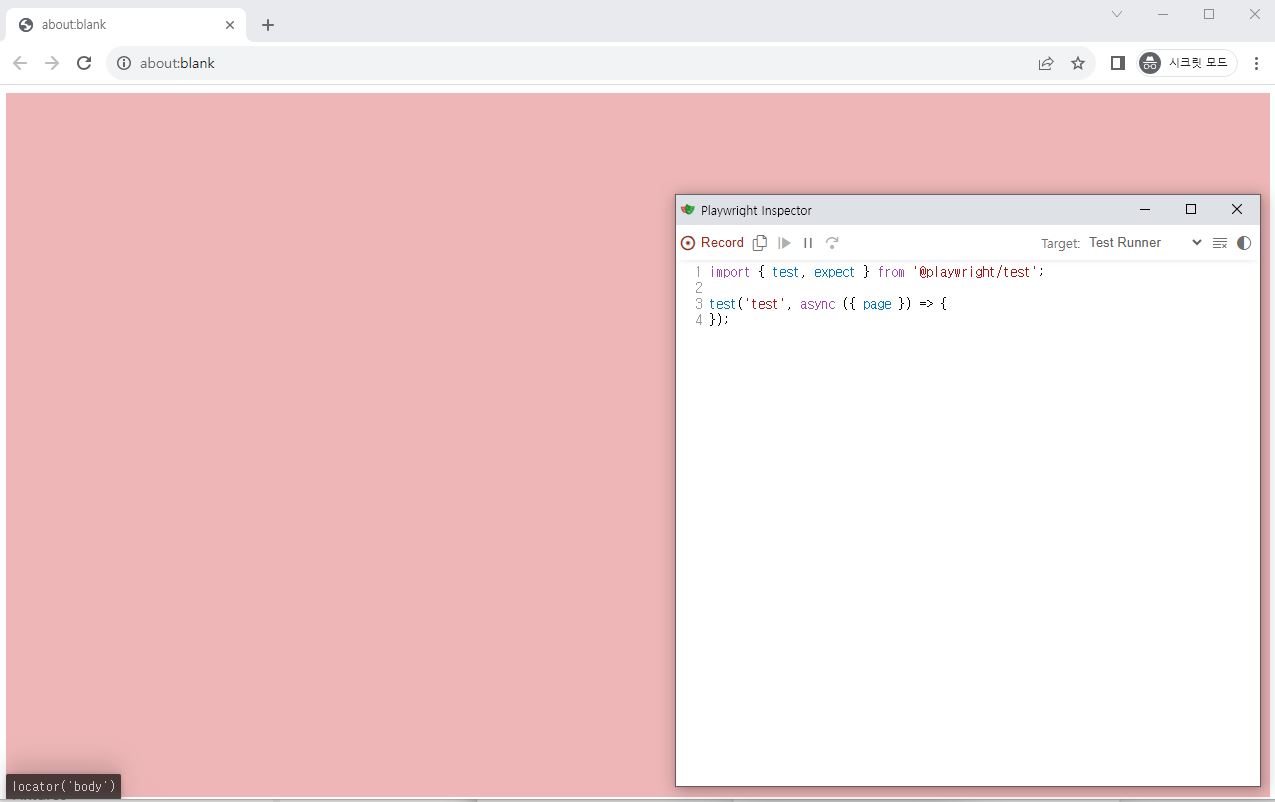 about:blank
about:blank
시크릿 모드
Playwright Inspector
Record
Target: Test Runner
1 import { test, expect } from '@playwright/test';
2
3 test('test', async ({ page }) => {
4 });
locator('body')